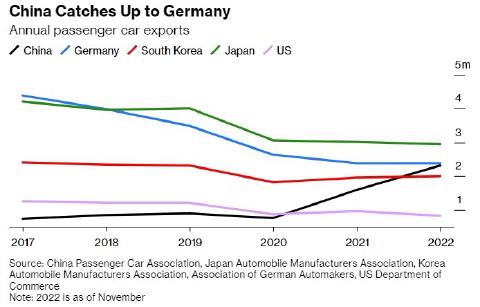 China Catches Up to Germany
Annual passenger car exports
China Germany South Korea Japan US
5m
4
3
2
1
2017 2018 2019 2020 2021 2022
Source: China Passenger Car Association, Japan Automobile Manufacturers Association, Korea
Automobile Manufacturers Association, Association of German Automakers, US Department of
Commerce
Note: 2022 is as of November